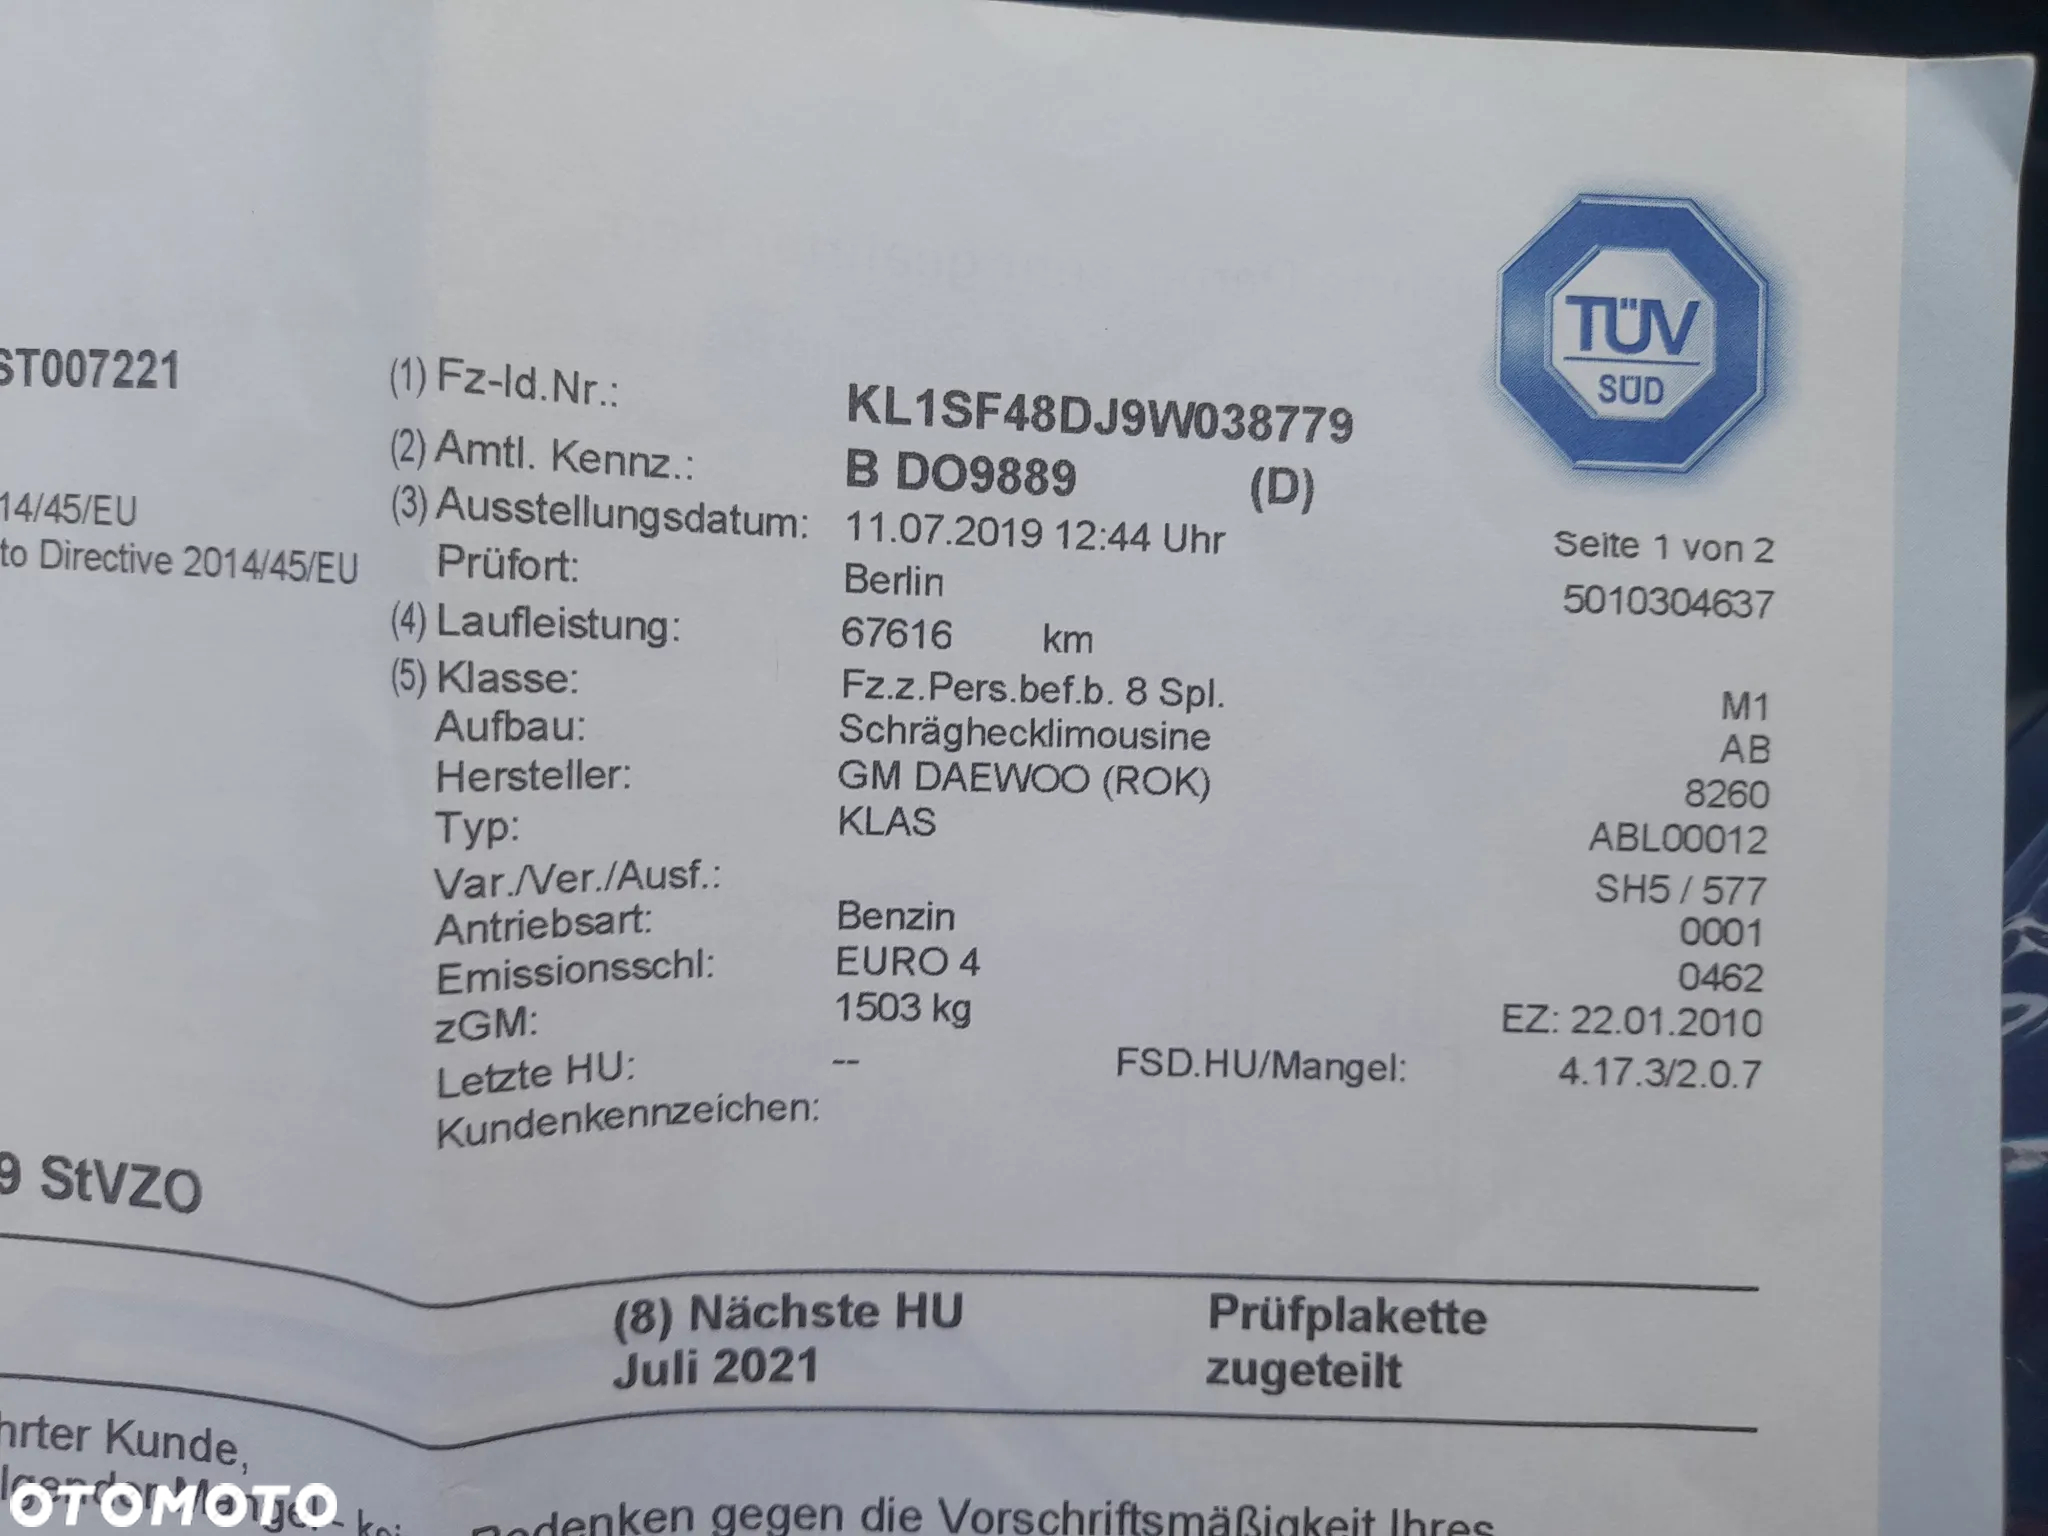 TÜV
SÜD
ST007221
14/45/EU
to Directive 2014/45/EU
(1) Fz-Id.Nr.: KL1SF48DJ9W038779
(2) Amtl. Kennz.: B DO9889 (D)
(3) Ausstellungsdatum: 11.07.2019 12:44 Uhr Seite 1 von 2
Prüfort: Berlin 5010304637
(4) Laufleistung: 67616 km
(5) Klasse: Fz.z.Pers.bef.b. 8 Spl. M1
Aufbau: Schräghecklimousine AB
Hersteller: GM DAEWOO (ROK) 8260
Typ: KLAS ABL00012
Var./Ver./Ausf.: SH5 / 577
Antriebsart: Benzin 0001
Emissionsschl: EURO 4 0462
zGM: 1503 kg EZ: 22.01.2010
Letzte HU: -- FSD.HU/Mangel: 4.17.3/2.0.7
Kundenkennzeichen:
9 StVZO
(8) Nächste HU Prüfplakette
Juli 2021 zugeteilt
hrter Kunde,
gegen die Vorschriftsmäßigkeit Ihres
OTOMOTO